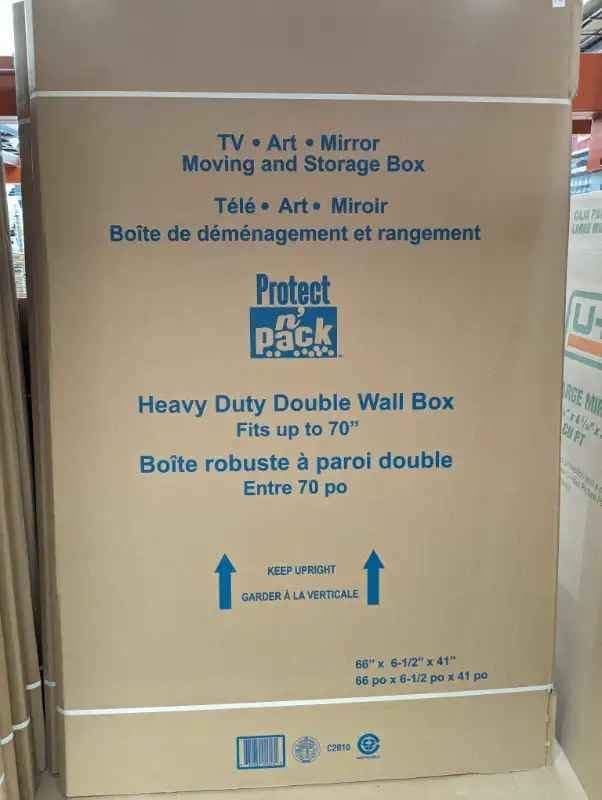 TV • Art • Mirror
Moving and Storage Box
Télé • Art • Miroir
Boîte de déménagement et rangement
Protect
n'
pack
Heavy Duty Double Wall Box
Fits up to 70”
Boîte robuste à paroi double
Entre 70 po
KEEP UPRIGHT
GARDER À LA VERTICALE
66” x 6-1/2” x 41”
66 po x 6-1/2 po x 41 po
C2810
CAJA
U-